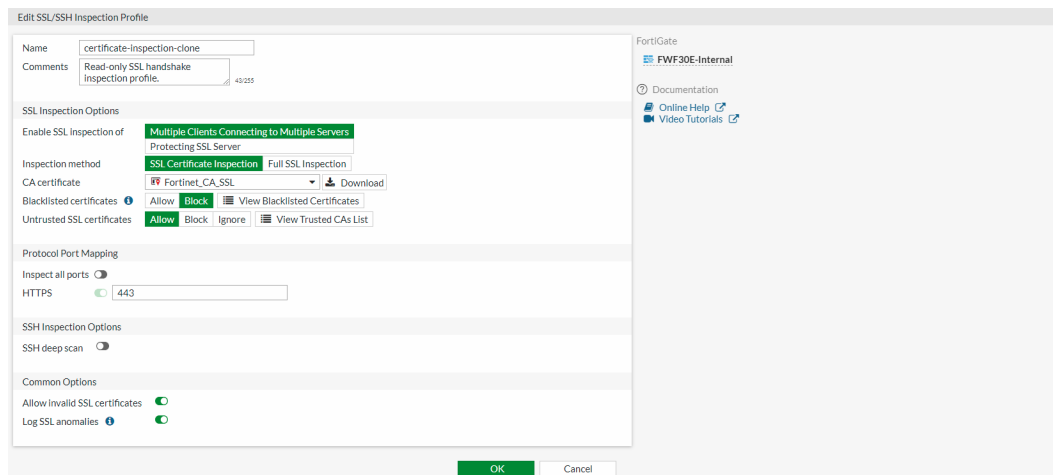 Edit SSL/SSH Inspection Profile
Name certificate-inspection-clone
Comments Read-only SSL handshake
inspection profile. 43/255
SSL Inspection Options
Enable SSL inspection of Multiple Clients Connecting to Multiple Servers
Protecting SSL Server
Inspection method SSL Certificate Inspection Full SSL Inspection
CA certificate Fortinet_CA_SSL Download
Blacklisted certificates Allow Block View Blacklisted Certificates
Untrusted SSL certificates Allow Block Ignore View Trusted CAs List
Protocol Port Mapping
Inspect all ports
HTTPS 443
SSH Inspection Options
SSH deep scan
Common Options
Allow invalid SSL certificates
Log SSL anomalies
OK Cancel
FortiGate
FWF30E-Internal
Documentation
Online Help
Video Tutorials